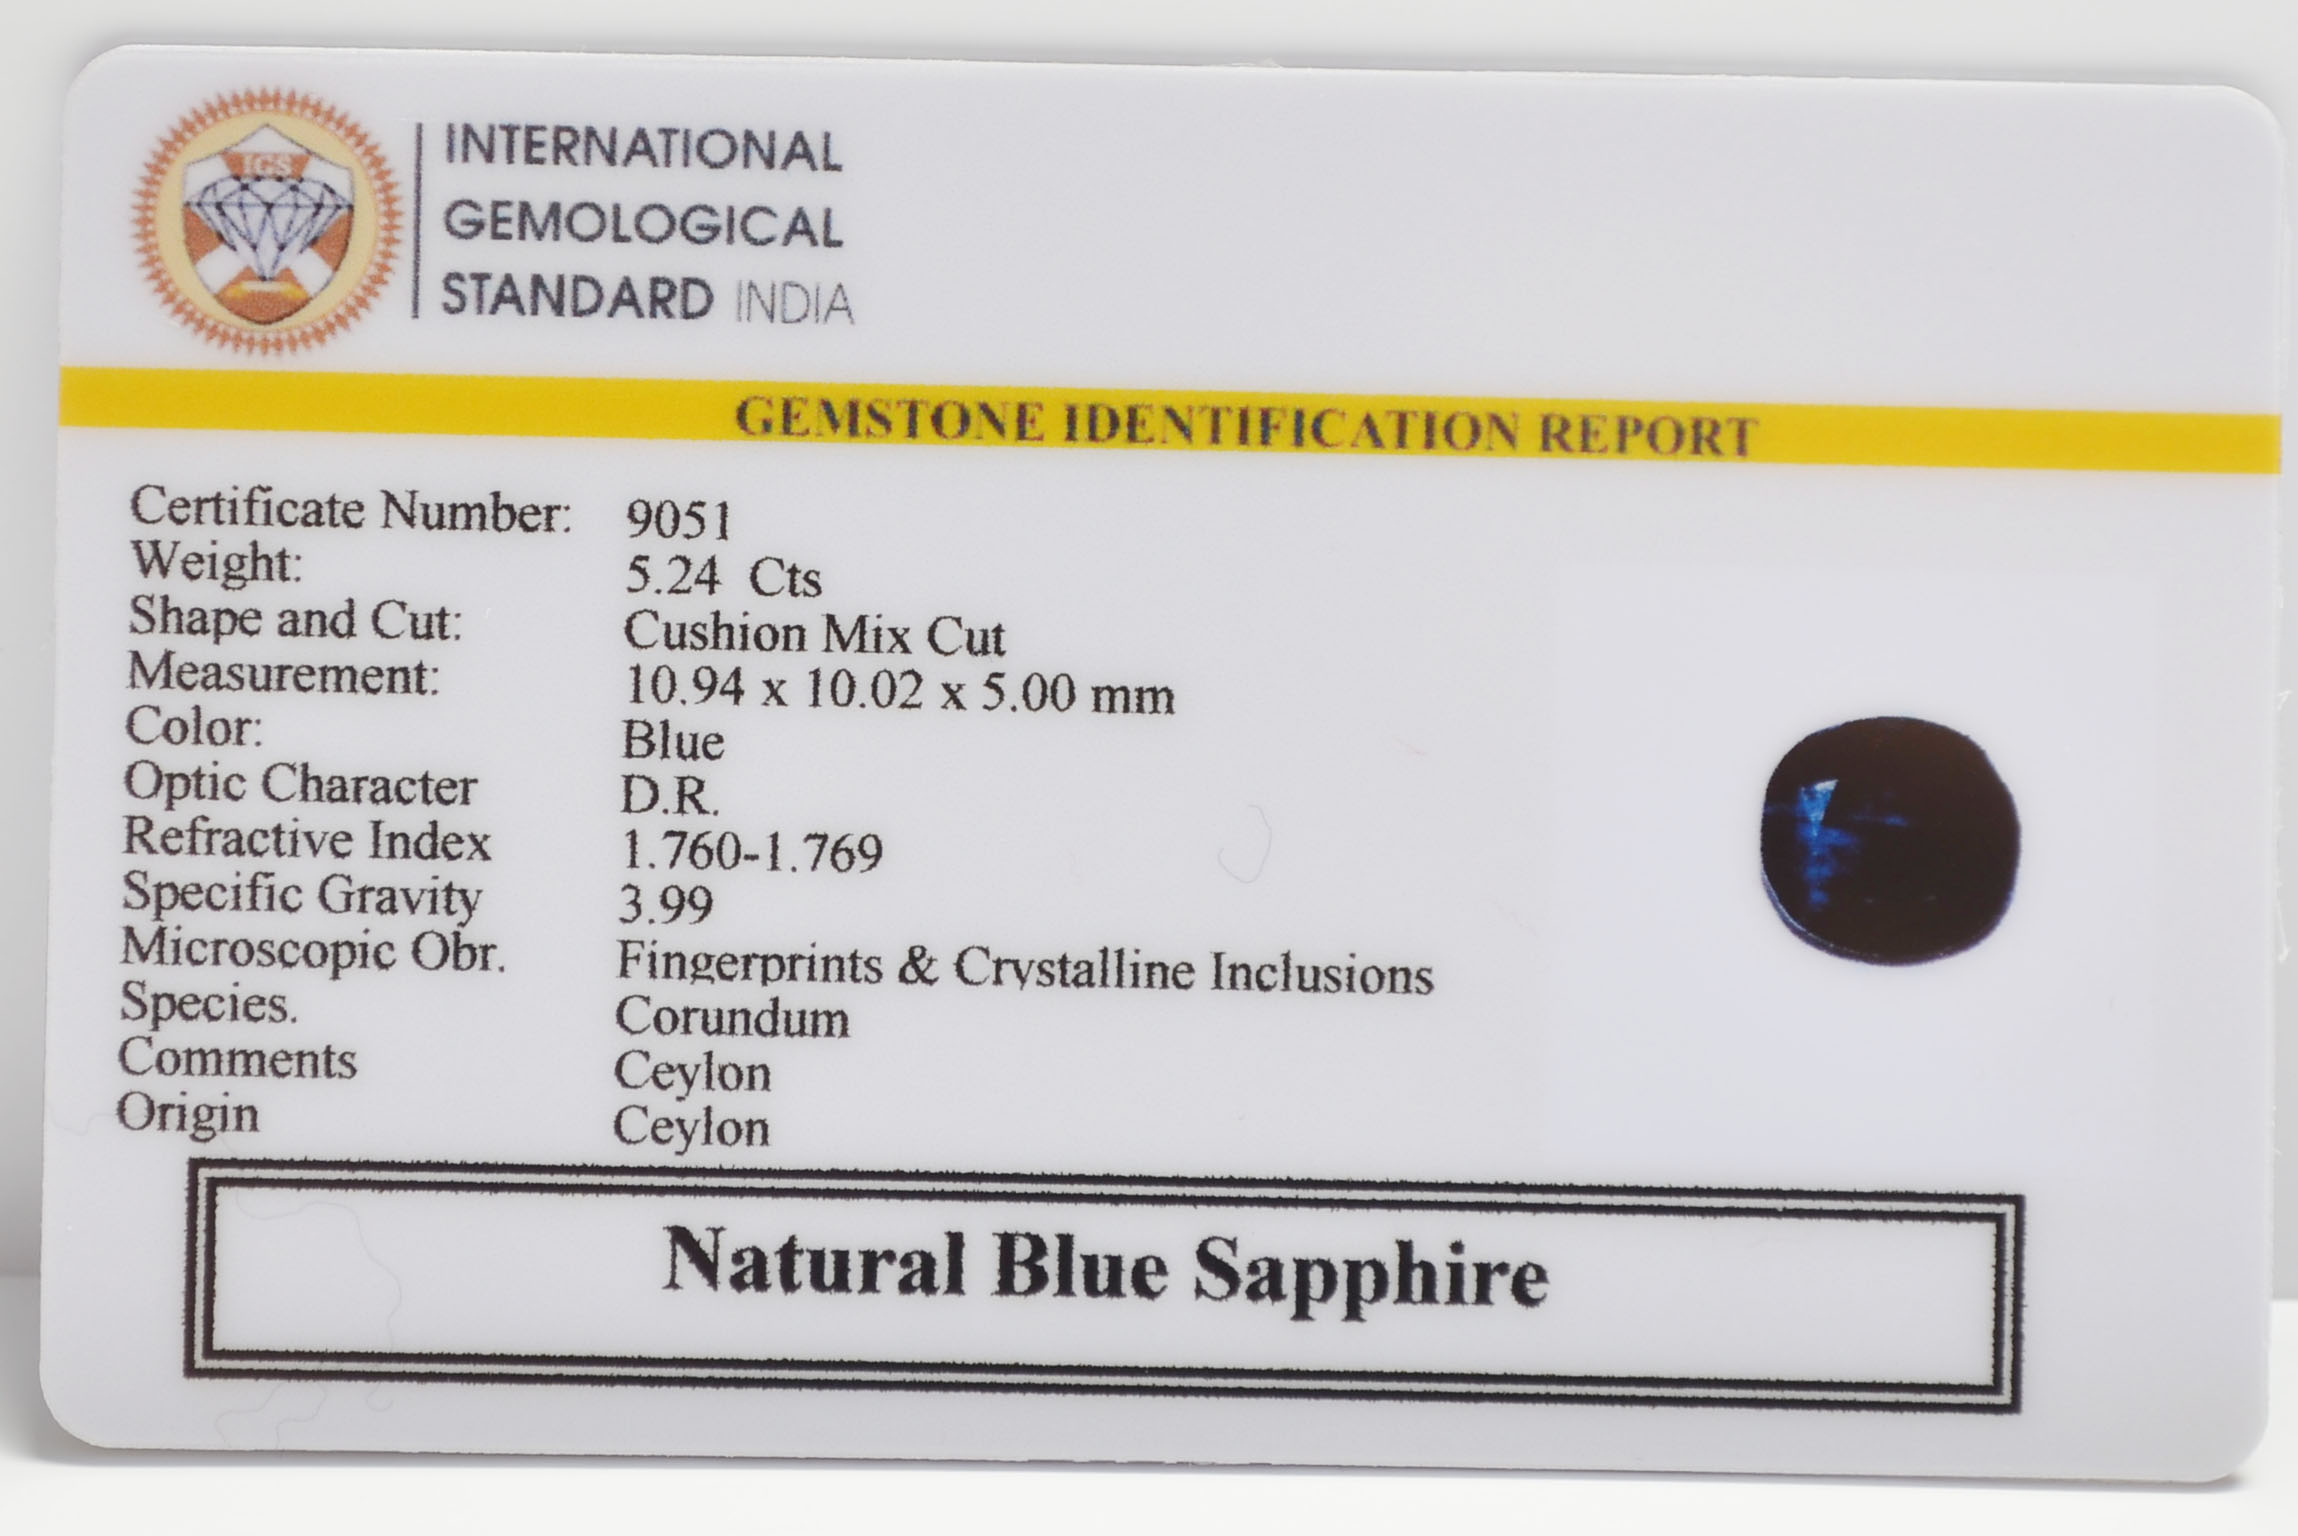 IGS
INTERNATIONAL
GEMOLOGICAL
STANDARD INDIA
GEMSTONE IDENTIFICATION REPORT
Certificate Number: 9051
Weight: 5.24 Cts
Shape and Cut: Cushion Mix Cut
Measurement: 10.94 x 10.02 x 5.00 mm
Color: Blue
Optic Character D.R.
Refractive Index 1.760-1.769
Specific Gravity 3.99
Microscopic Obr. Fingerprints & Crystalline Inclusions
Species. Corundum
Comments Ceylon
Origin Ceylon
Natural Blue Sapphire